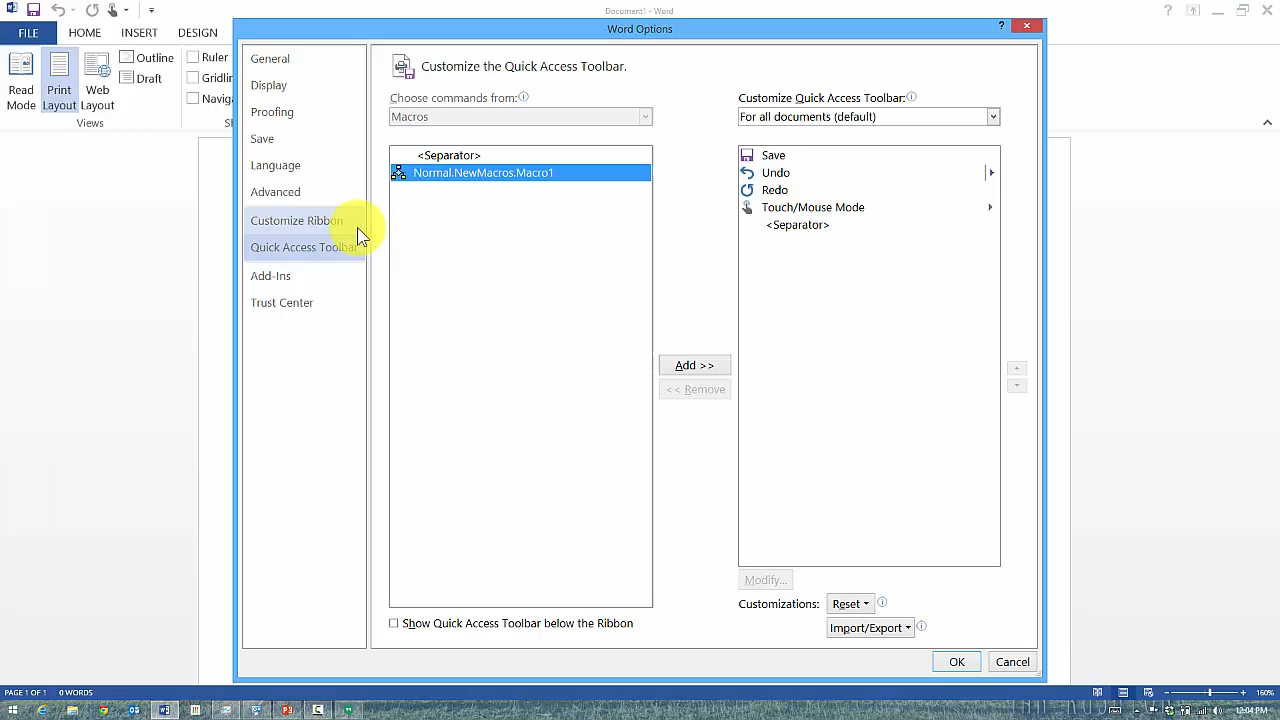 Document1 - Word
Word Options
?
FILE
HOME
INSERT
DESIGN
Read Mode
Print Layout
Web Layout
Outline
Draft
Views
Ruler
Gridlin
Naviga
General
Display
Proofing
Save
Language
Advanced
Customize Ribbon
Quick Access Toolbar
Add-Ins
Trust Center
Customize the Quick Access Toolbar.
Choose commands from:
Macros
<Separator>
Normal.NewMacros.Macro1
Add >>
<< Remove
Customize Quick Access Toolbar:
For all documents (default)
Save
Undo
Redo
Touch/Mouse Mode
<Separator>
Modify...
Customizations:
Reset
Import/Export
Show Quick Access Toolbar below the Ribbon
OK
Cancel
PAGE 1 OF 1
0 WORDS
160%
12:04 PM